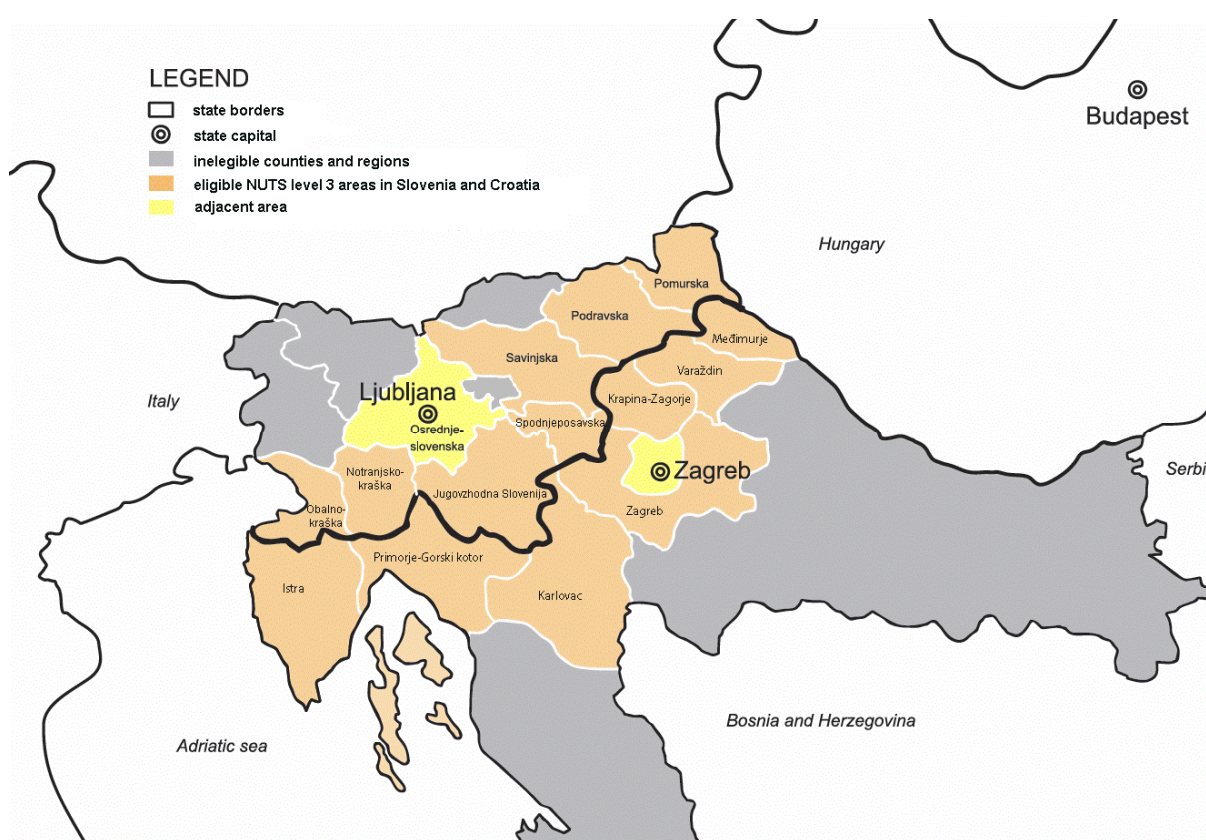 LEGEND
state borders
state capital
inelegible counties and regions
eligible NUTS level 3 areas in Slovenia and Croatia
adjacent area
Budapest
Hungary
Pomurska
Podravska
Međimurje
Savinjska
Varaždin
Italy
Ljubljana
Krapina-Zagorje
Osrednje-
slovenska
Spodnjeposavska
Serbi
Notranjsko-
kraška
Zagreb
Jugovzhodna Slovenija
Obalno-
kraška
Zagreb
Primorje-Gorski kotor
Istra
Karlovac
Bosnia and Herzegovina
Adriatic sea